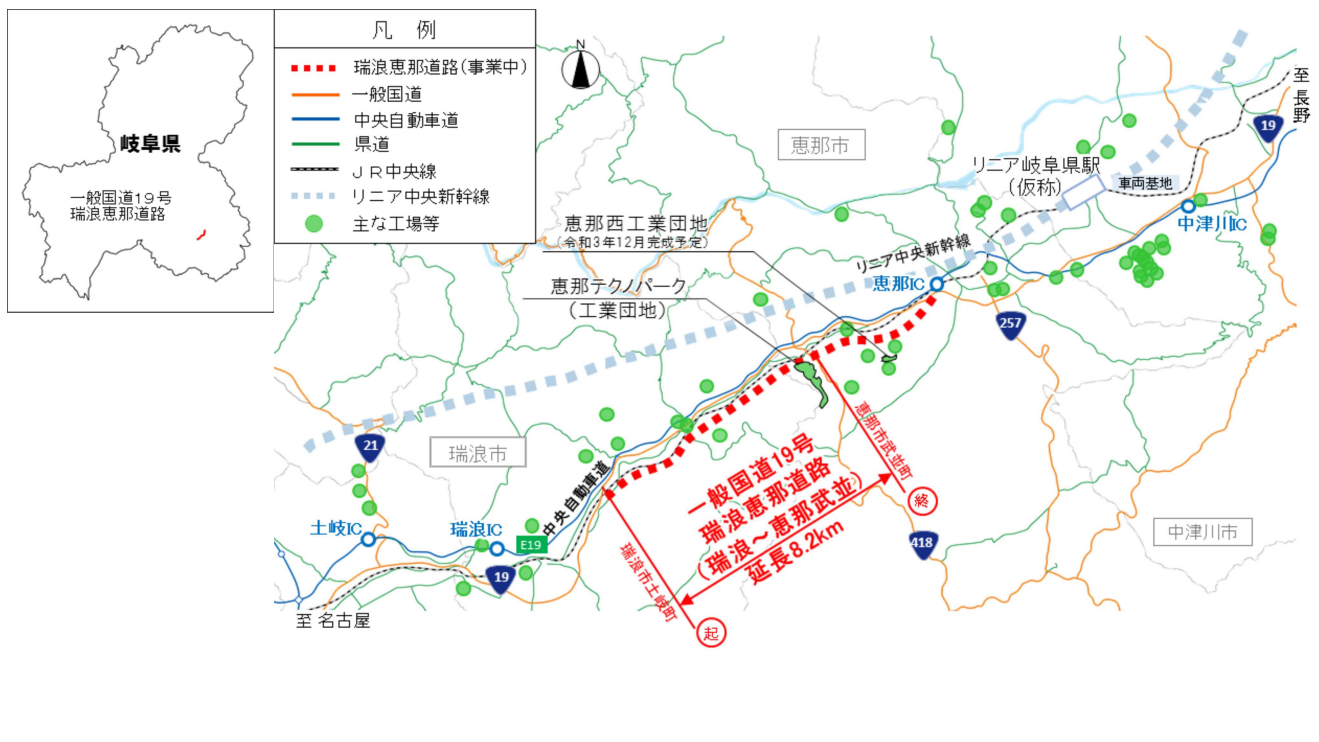 岐阜県
一般国道19号
瑞浪恵那道路
凡 例
瑞浪恵那道路(事業中)
一般国道
中央自動車道
県道
JR中央線
リニア中央新幹線
主な工場等
N
至 長野
19
恵那市
リニア岐阜県駅
(仮称)
車両基地
中津川IC
恵那西工業団地
(令和3年12月完成予定)
リニア中央新幹線
恵那IC
恵那テクノパーク
(工業団地)
257
21
瑞浪市
中央自動車道
恵那市武並町
終
一般国道19号
瑞浪恵那道路
(瑞浪~恵那武並)
延長8.2km
418
中津川市
土岐IC
瑞浪IC
E19
19
瑞浪市土岐町
起
至 名古屋